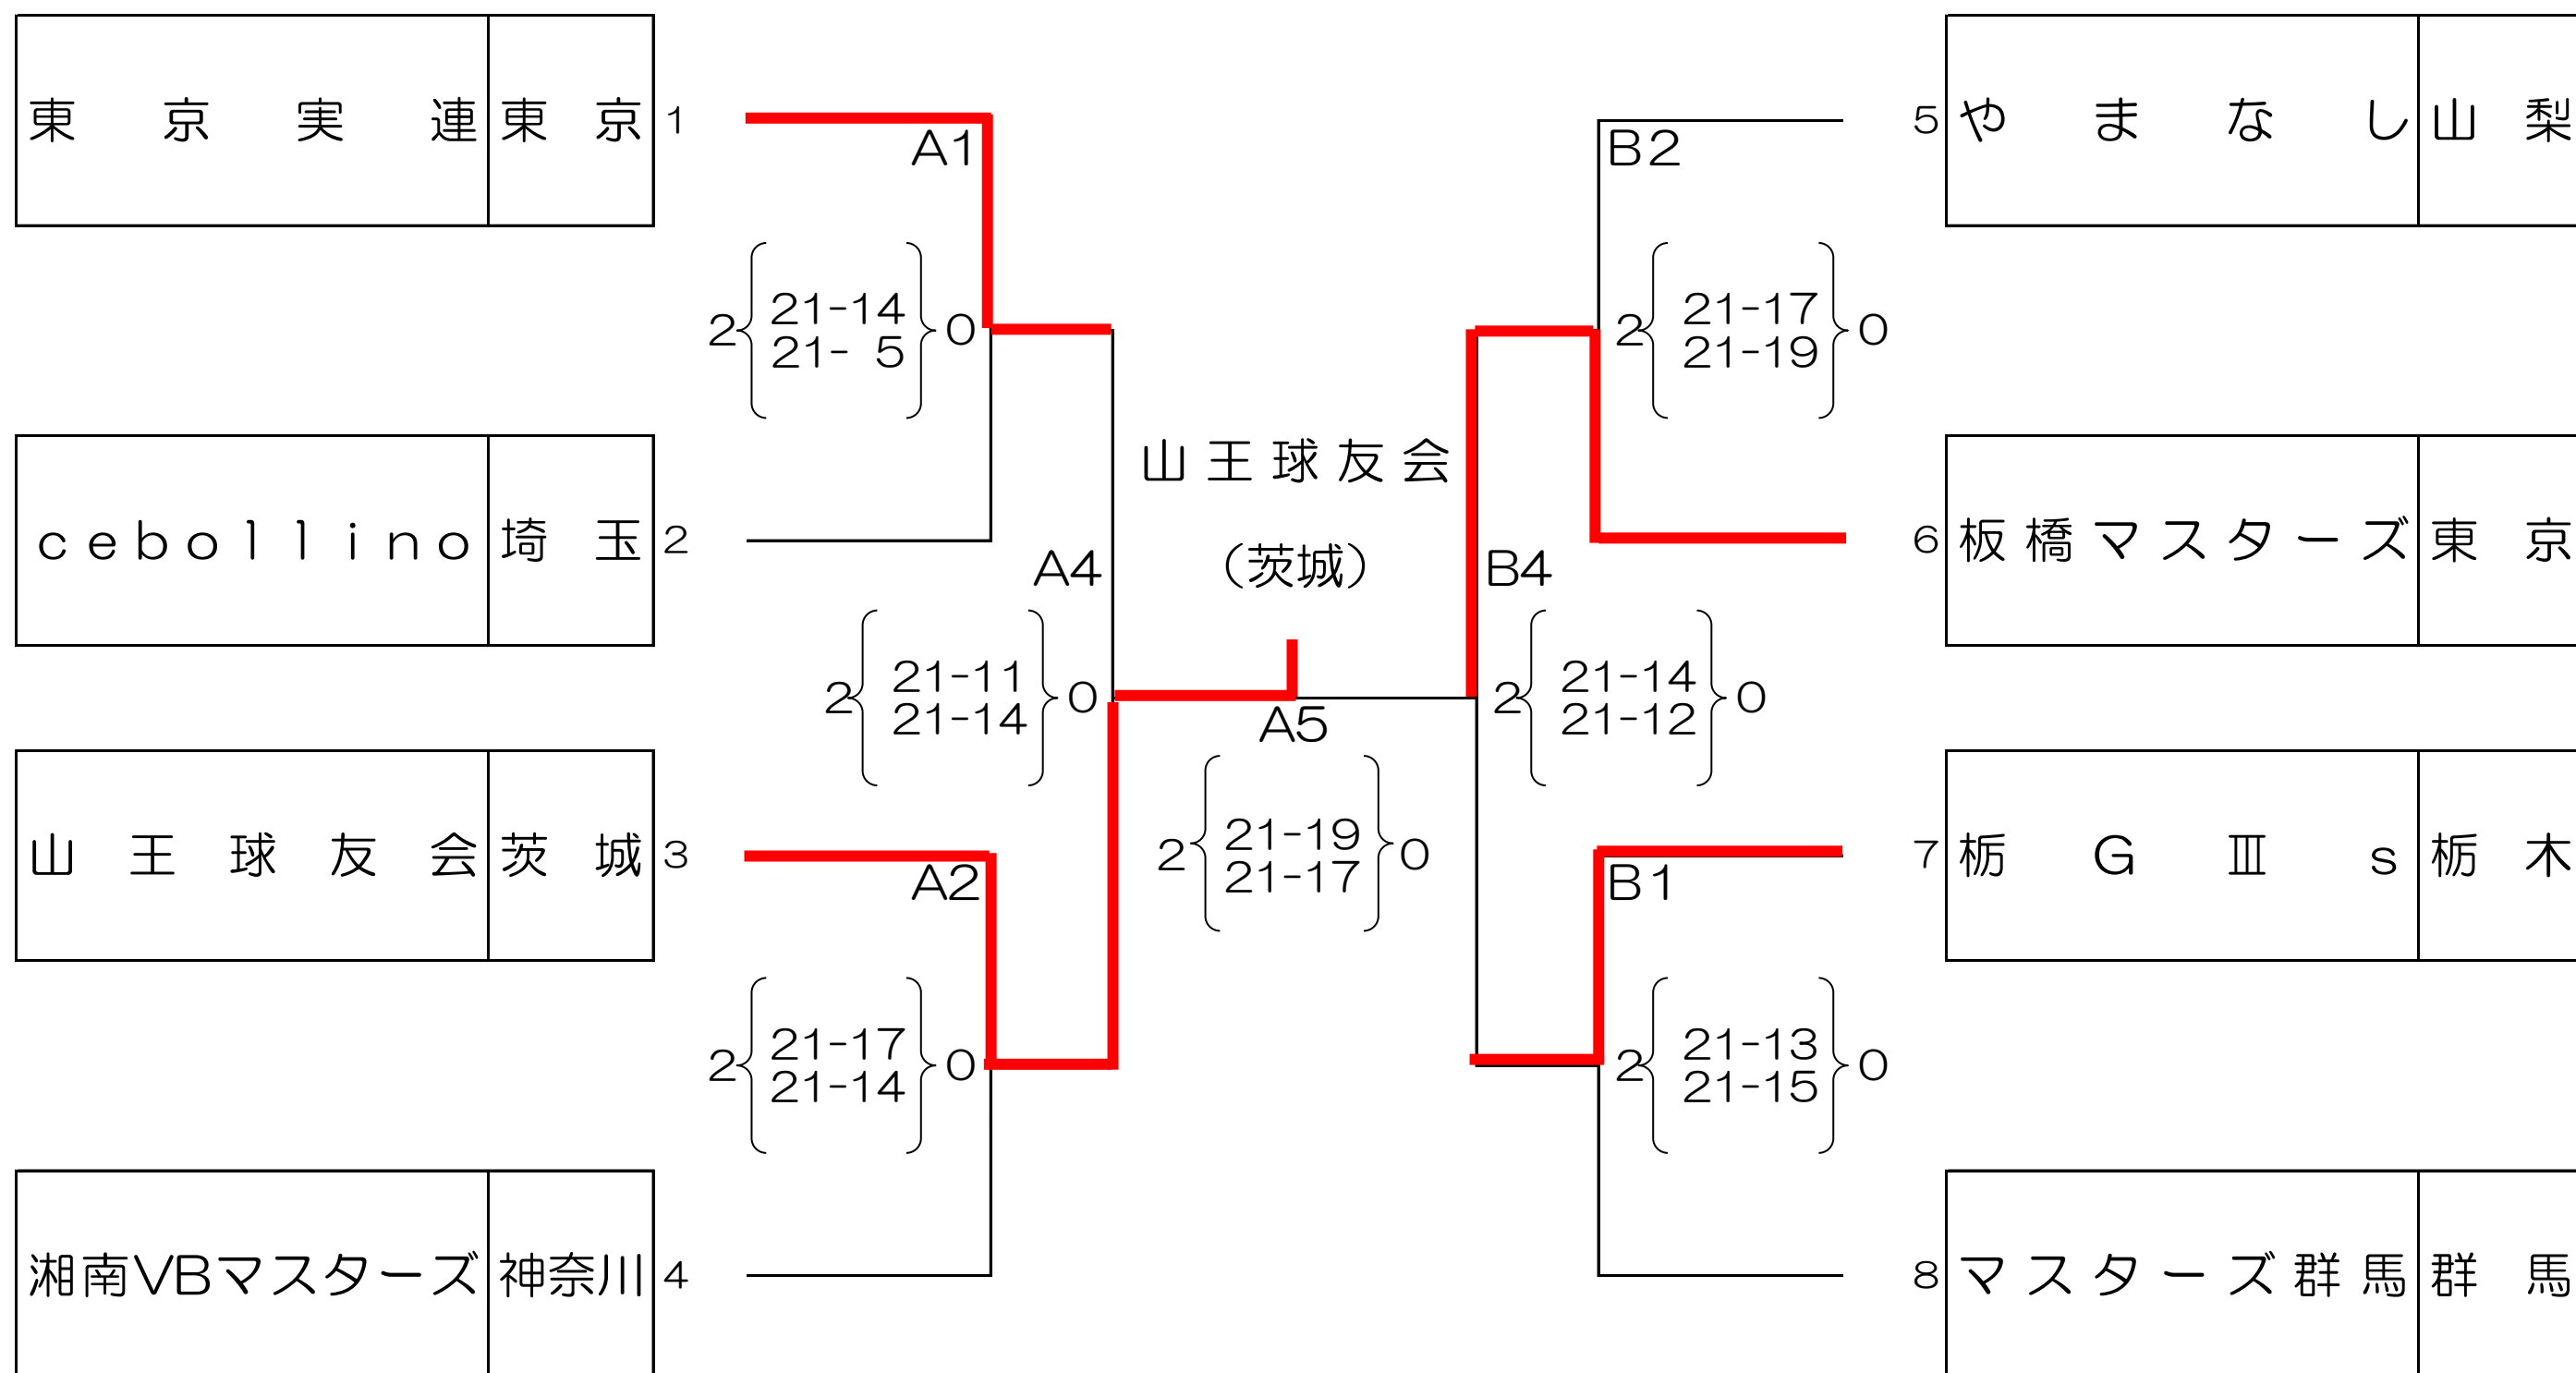 東京実連 東京 1
A1
B2
5 やまなし 山梨
2 21-14 0
21- 5
2 21-17 0
21-19
山王球友会
(茨城)
cebollino 埼玉 2
A4
B4
6 板橋マスターズ 東京
2 21-11 0
21-14
2 21-14 0
21-12
A5
2 21-19 0
21-17
山王球友会 茨城 3
A2
B1
7 栃GⅢs 栃木
2 21-17 0
21-14
2 21-13 0
21-15
湘南VBマスターズ 神奈川 4
8 マスターズ群馬 群馬